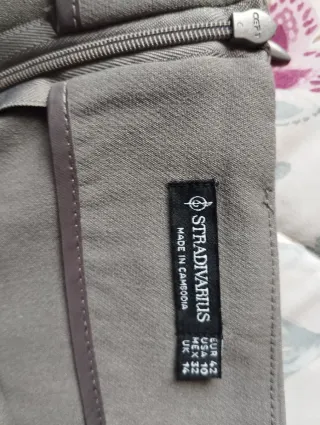 STRADIVARIUS
MADE IN CAMBODIA
EUR 42
USA 10
MEX 32
UK 14